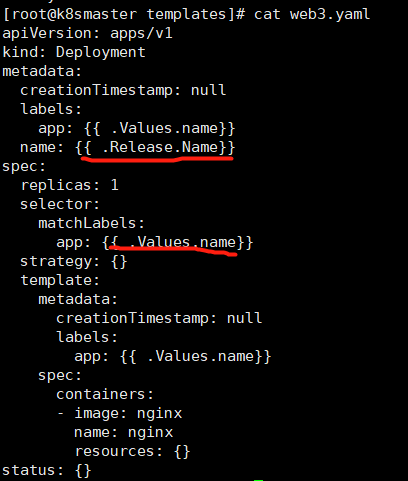 [root@k8smaster templates]# cat web3.yaml
apiVersion: apps/v1
kind: Deployment
metadata:
  creationTimestamp: null
  labels:
    app: {{ .Values.name}}
  name: {{ .Release.Name}}
spec:
  replicas: 1
  selector:
    matchLabels:
      app: {{ .Values.name}}
  strategy: {}
  template:
    metadata:
      creationTimestamp: null
      labels:
        app: {{ .Values.name}}
    spec:
      containers:
      - image: nginx
        name: nginx
        resources: {}
status: {}